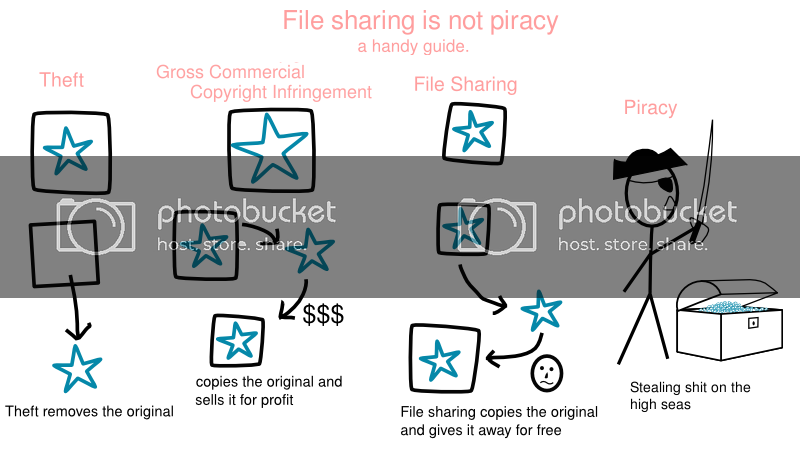 File sharing is not piracy
a handy guide.
Theft
Gross Commercial
Copyright Infringement
File Sharing
Piracy
photobucket
host. store. share.
photobucket
host. store. share.
$$$
Theft removes the original
copies the original and
sells it for profit
File sharing copies the original
and gives it away for free
Stealing shit on the
high seas